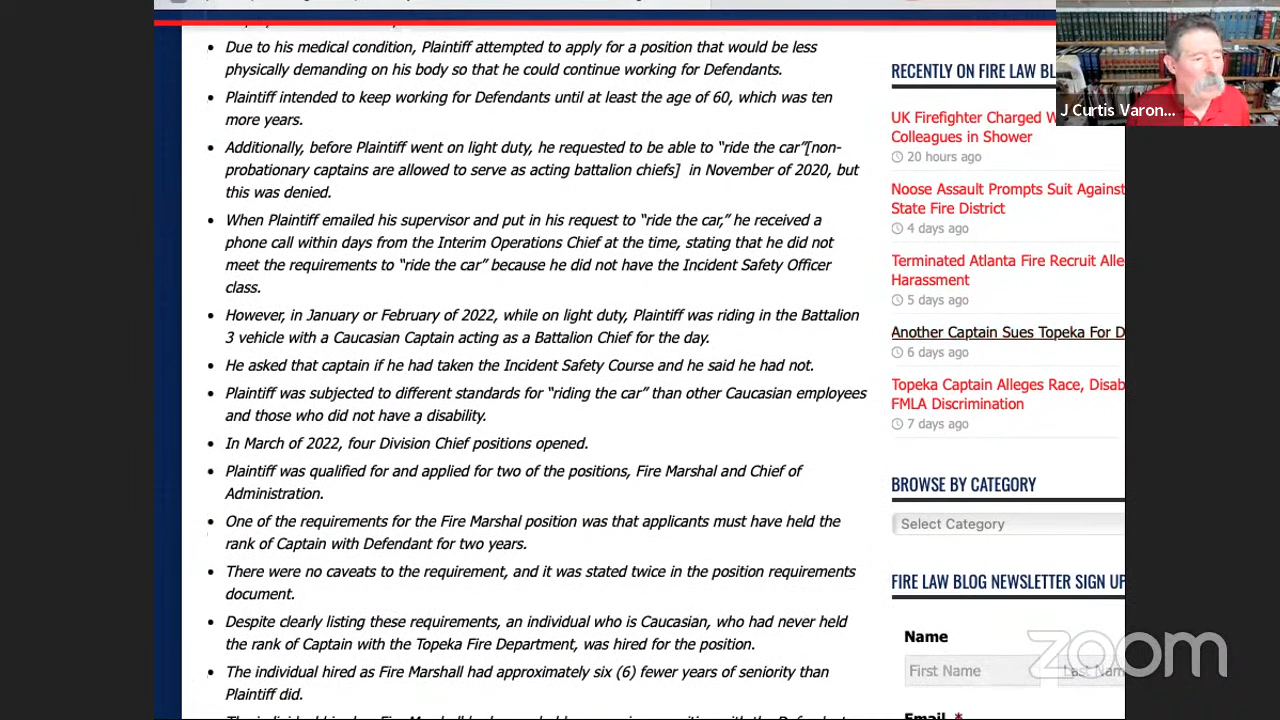 Due to his medical condition, Plaintiff attempted to apply for a position that would be less
physically demanding on his body so that he could continue working for Defendants.
Plaintiff intended to keep working for Defendants until at least the age of 60, which was ten
more years.
Additionally, before Plaintiff went on light duty, he requested to be able to “ride the car”[non-
probationary captains are allowed to serve as acting battalion chiefs]  in November of 2020, but
this was denied.
When Plaintiff emailed his supervisor and put in his request to “ride the car,” he received a
phone call within days from the Interim Operations Chief at the time, stating that he did not
meet the requirements to “ride the car” because he did not have the Incident Safety Officer
class.
However, in January or February of 2022, while on light duty, Plaintiff was riding in the Battalion
3 vehicle with a Caucasian Captain acting as a Battalion Chief for the day.
He asked that captain if he had taken the Incident Safety Course and he said he had not.
Plaintiff was subjected to different standards for “riding the car” than other Caucasian employees
and those who did not have a disability.
In March of 2022, four Division Chief positions opened.
Plaintiff was qualified for and applied for two of the positions, Fire Marshal and Chief of
Administration.
One of the requirements for the Fire Marshal position was that applicants must have held the
rank of Captain with Defendant for two years.
There were no caveats to the requirement, and it was stated twice in the position requirements
document.
Despite clearly listing these requirements, an individual who is Caucasian, who had never held
the rank of Captain with the Topeka Fire Department, was hired for the position.
The individual hired as Fire Marshall had approximately six (6) fewer years of seniority than
Plaintiff did.
RECENTLY ON FIRE LAW BL
UK Firefighter Charged W
Colleagues in Shower
20 hours ago
Noose Assault Prompts Suit Against
State Fire District
4 days ago
Terminated Atlanta Fire Recruit Alle
Harassment
5 days ago
Another Captain Sues Topeka For D
6 days ago
Topeka Captain Alleges Race, Disab
FMLA Discrimination
7 days ago
BROWSE BY CATEGORY
Select Category
FIRE LAW BLOG NEWSLETTER SIGN UP
Name
First Name
Last Nam
Email *
J Curtis Varon...
zoom